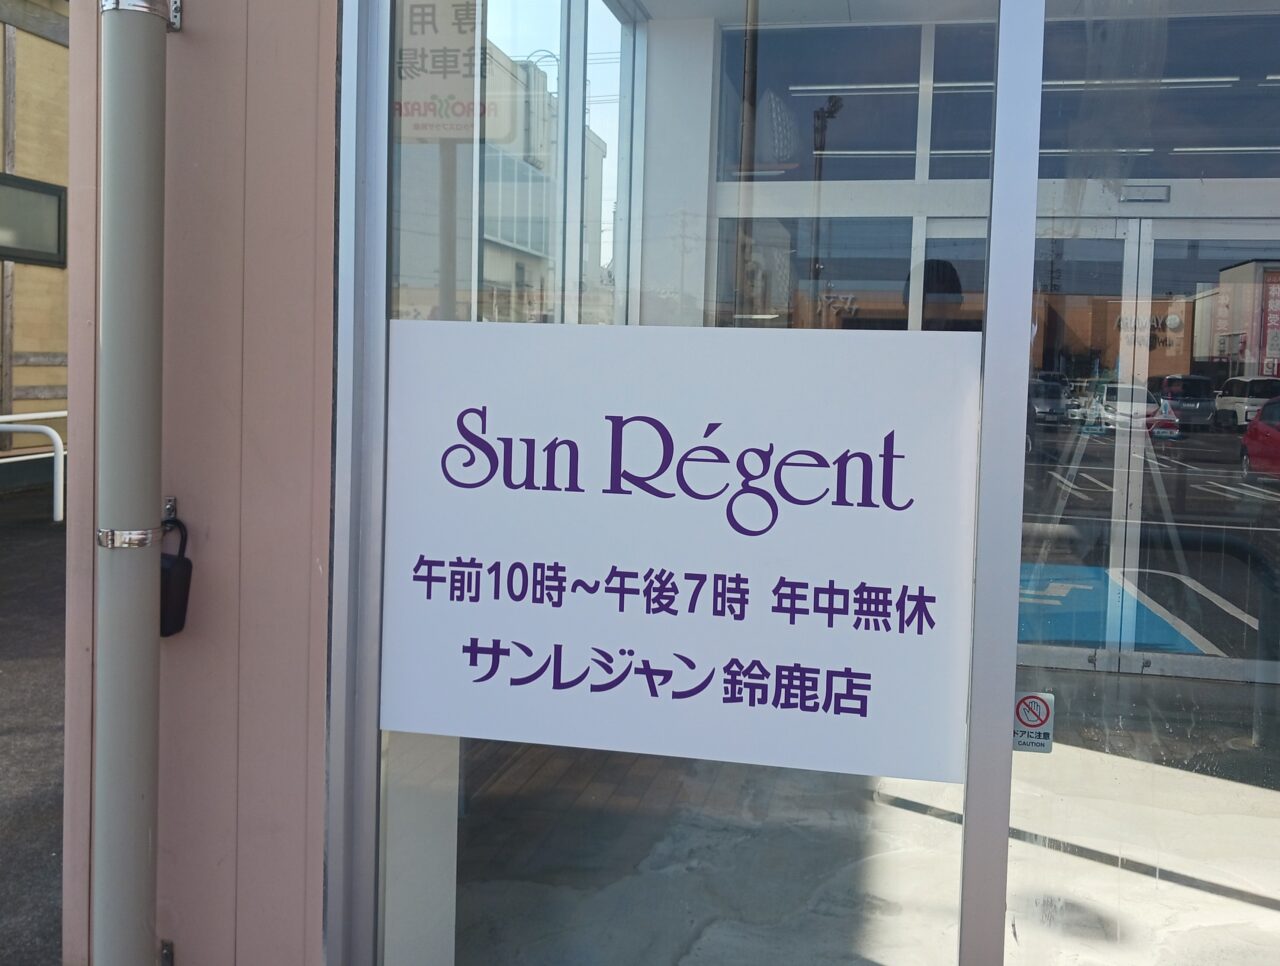 専用
駐車場
ACROSSPLAZA
Sun Régent
午前10時～午後7時 年中無休
サンレジャン鈴鹿店
ドアに注意
CAUTION